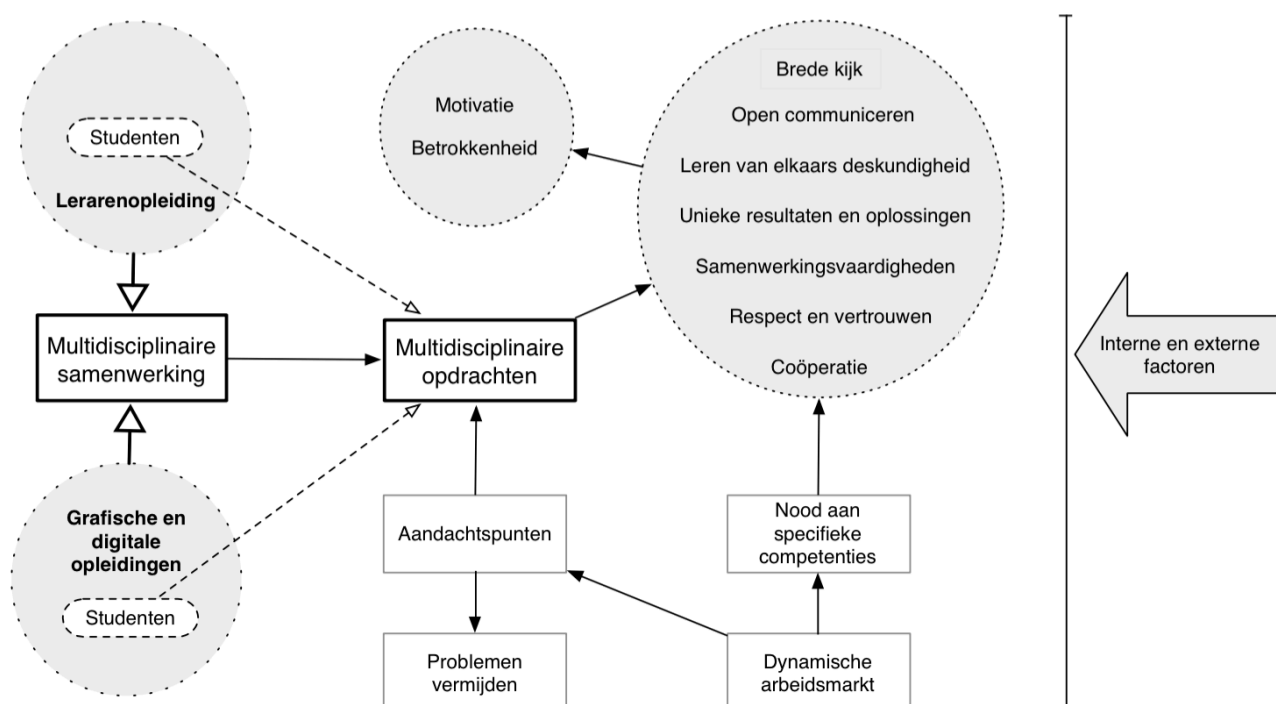 Studenten
Lerarenopleiding
Motivatie
Betrokkenheid
Brede kijk
Open communiceren
Leren van elkaars deskundigheid
Unieke resultaten en oplossingen
Samenwerkingsvaardigheden
Respect en vertrouwen
Coöperatie
Multidisciplinaire
samenwerking
Multidisciplinaire
opdrachten
Interne en externe
factoren
Grafische en
digitale
opleidingen
Studenten
Aandachtspunten
Nood aan
specifieke
competenties
Problemen
vermijden
Dynamische
arbeidsmarkt